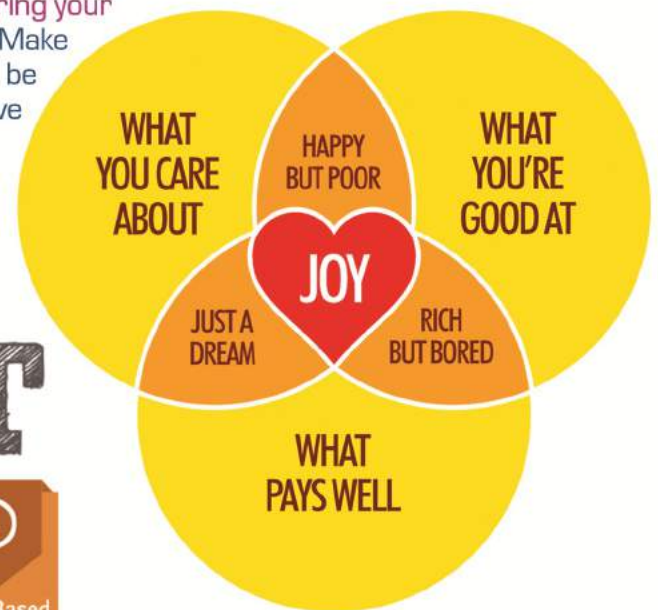 ring your
Make
be
ve
WHAT
YOU CARE
ABOUT
HAPPY
BUT POOR
WHAT
YOU'RE
GOOD AT
JOY
JUST A
DREAM
RICH
BUT BORED
WHAT
PAYS WELL
T
Based